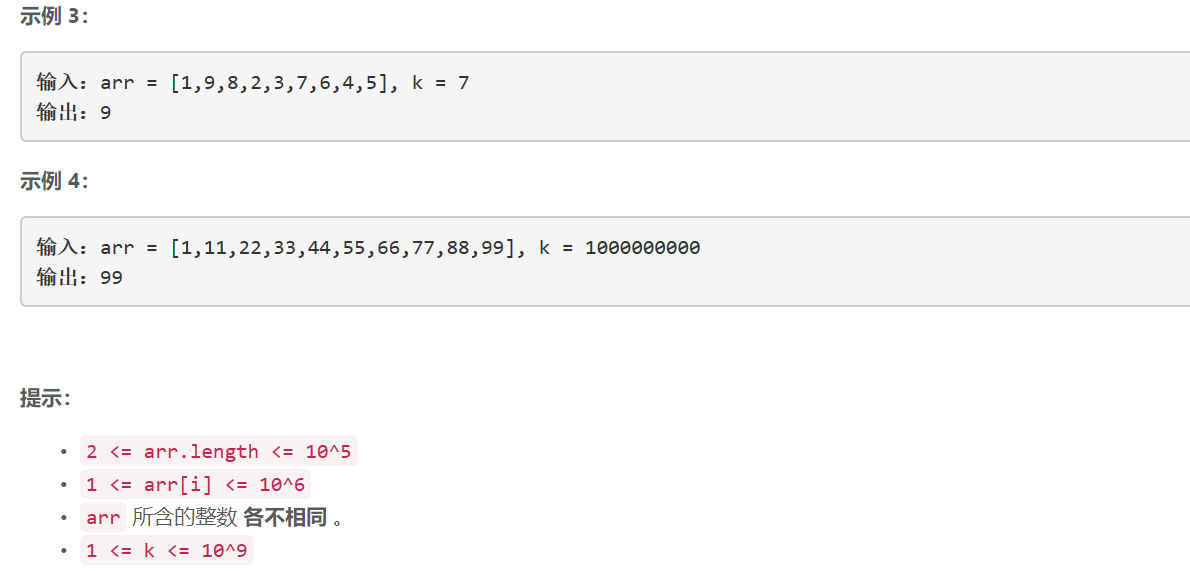 示例 3：
输入：arr = [1,9,8,2,3,7,6,4,5], k = 7
输出：9
示例 4：
输入：arr = [1,11,22,33,44,55,66,77,88,99], k = 1000000000
输出：99
提示：
• 2 <= arr.length <= 10^5
• 1 <= arr[i] <= 10^6
• arr 所含的整数 各不相同 。
• 1 <= k <= 10^9